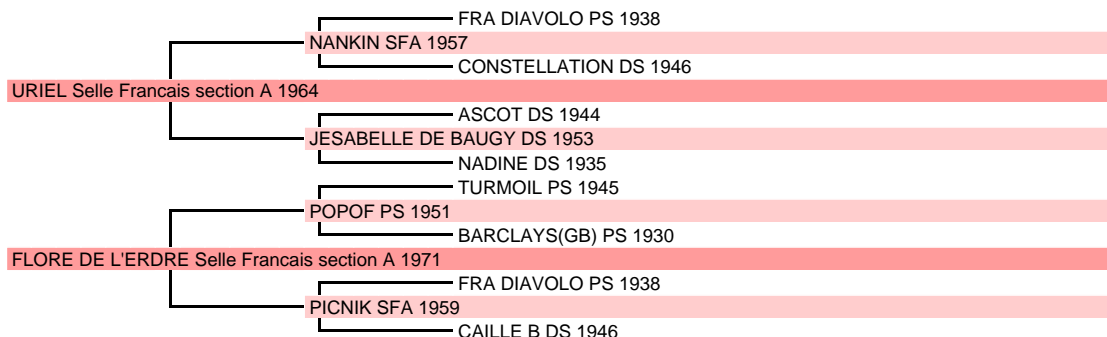 FRA DIAVOLO PS 1938
NANKIN SFA 1957
CONSTELLATION DS 1946
URIEL Selle Francais section A 1964
ASCOT DS 1944
JESABELLE DE BAUGY DS 1953
NADINE DS 1935
TURMOIL PS 1945
POPOF PS 1951
BARCLAYS(GB) PS 1930
FLORE DE L'ERDRE Selle Francais section A 1971
FRA DIAVOLO PS 1938
PICNIK SFA 1959
CAILLE B DS 1946